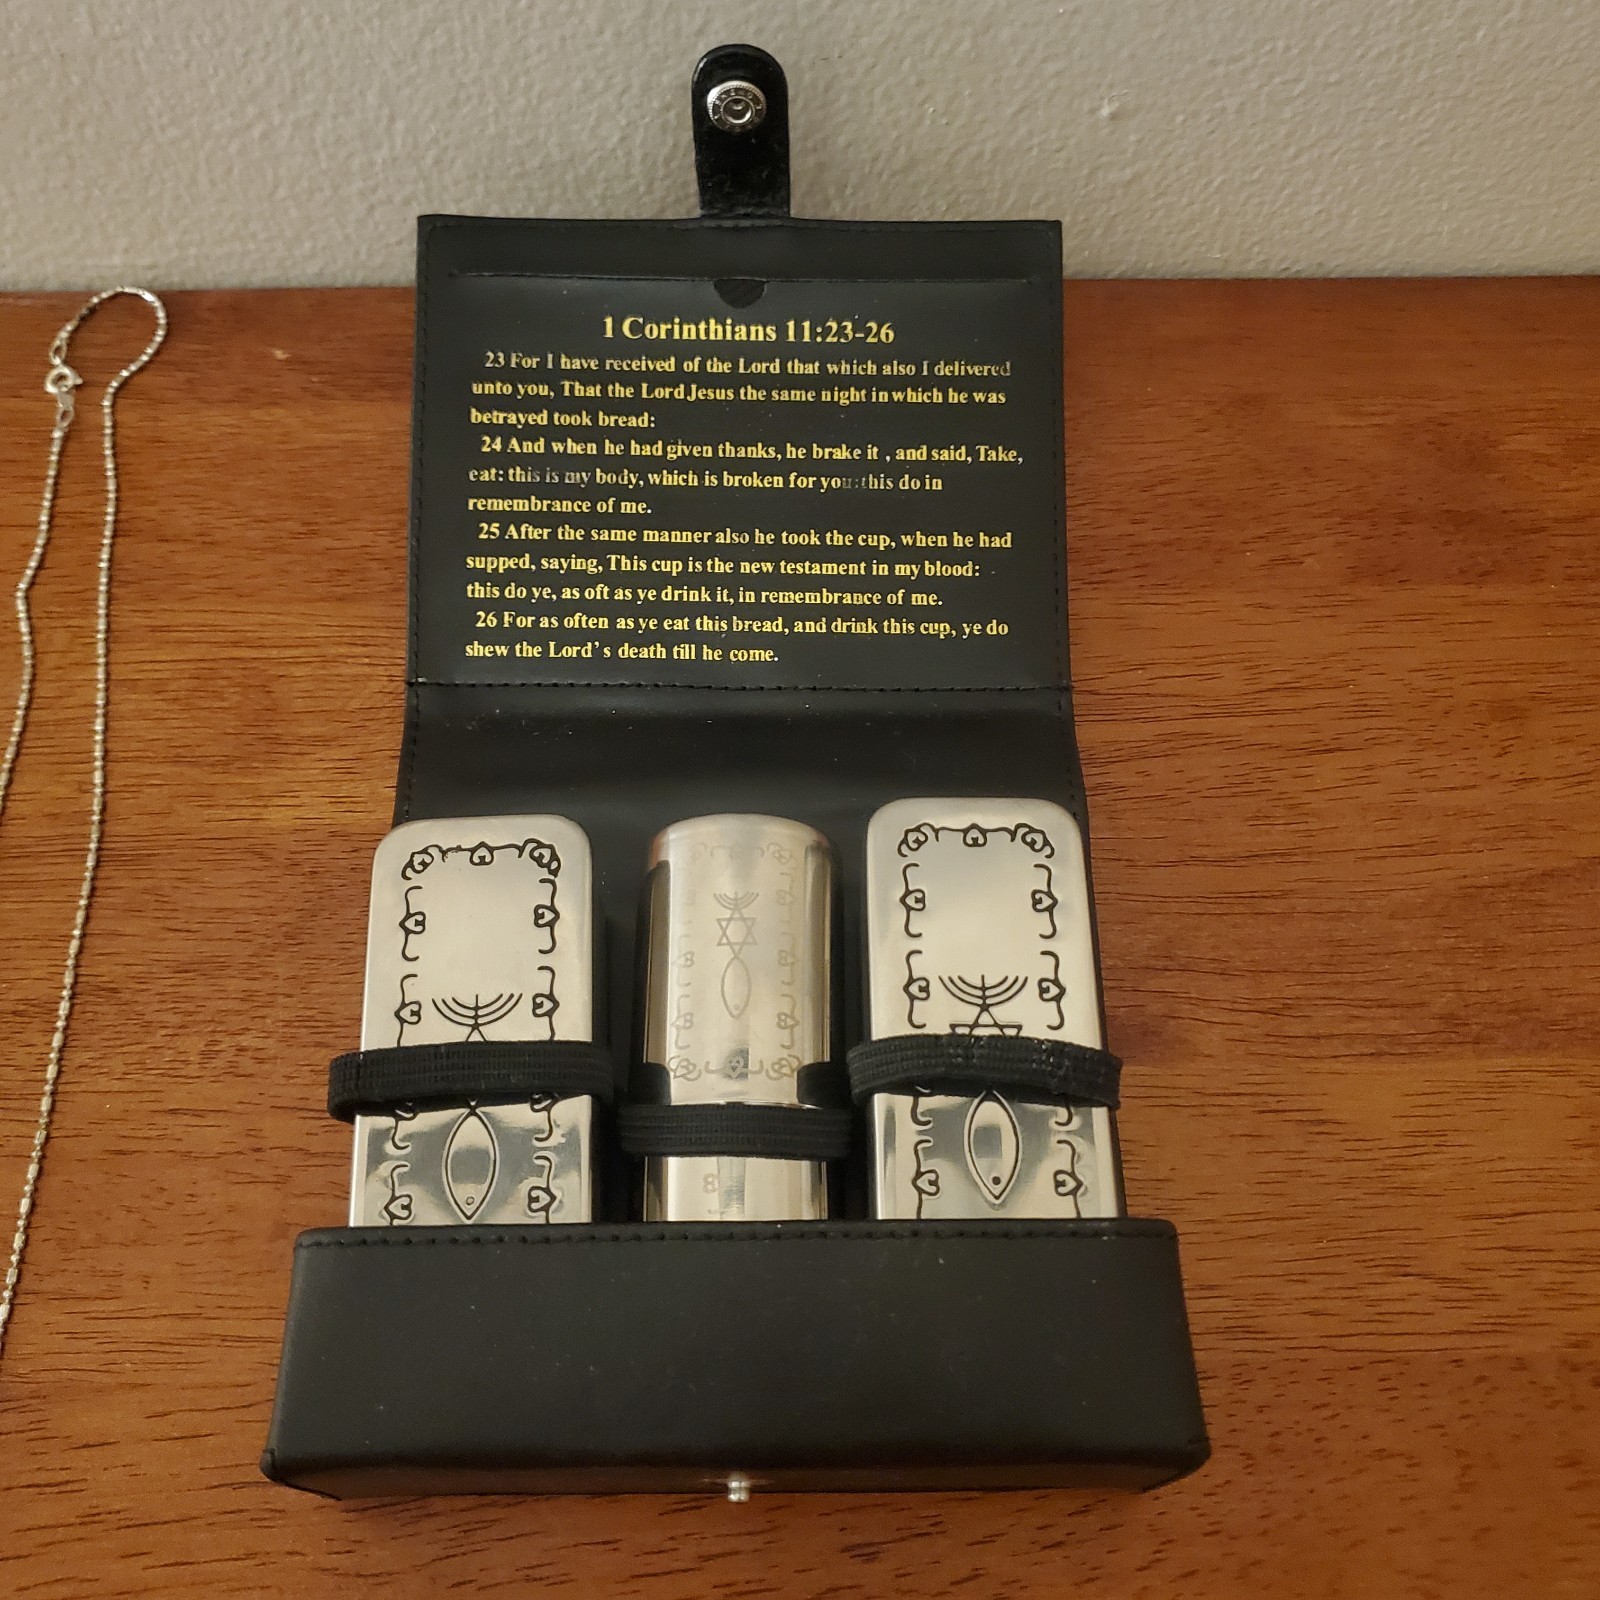 1 Corinthians 11:23-26
23 For I have received of the Lord that which also I delivered
unto you, That the Lord Jesus the same night in which he was
betrayed took bread:
24 And when he had given thanks, he brake it , and said, Take,
eat: this is my body, which is broken for you: this do in
remembrance of me.
25 After the same manner also he took the cup, when he had
supped, saying, This cup is the new testament in my blood:
this do ye, as oft as ye drink it, in remembrance of me.
26 For as often as ye eat this bread, and drink this cup, ye do
shew the Lord's death till he come.